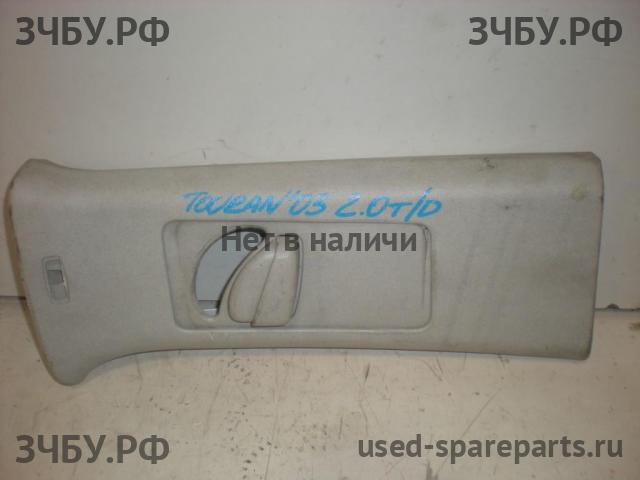 ЗЧБУ.РФ ЗЧБУ.РФ
TOURAN'03 2.0T/D
Нет в наличи
ЗЧБУ.РФ used-spareparts.ru